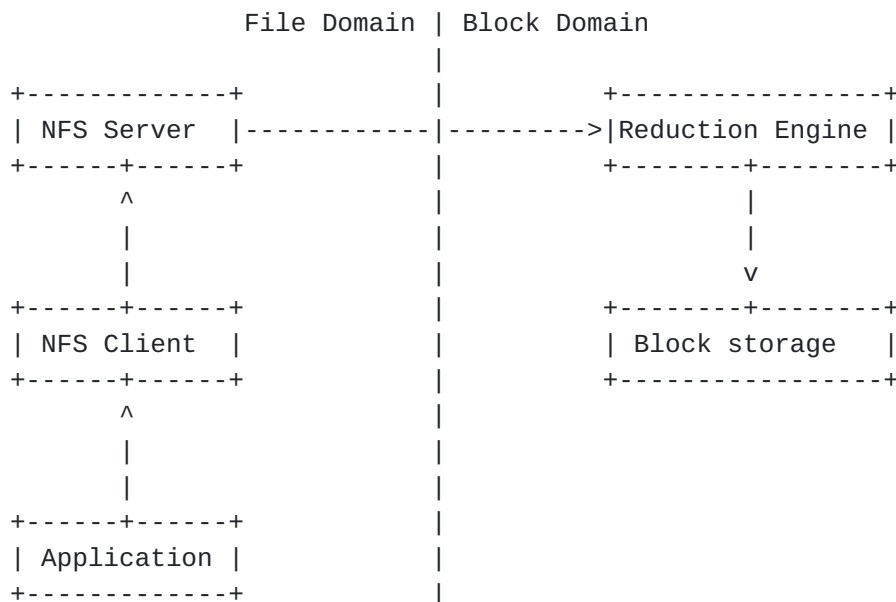 File Domain | Block Domain
|
+-------------+ | +-----------------+
| NFS Server |------------|--------->|Reduction Engine |
+------+------+ | +--------+--------+
^ | |
| | |
| | v
+------+------+ | +--------+--------+
| NFS Client | | | Block storage |
+------+------+ | +-----------------+
^ |
| |
| |
+------+------+ |
| Application | |
+-------------+ |